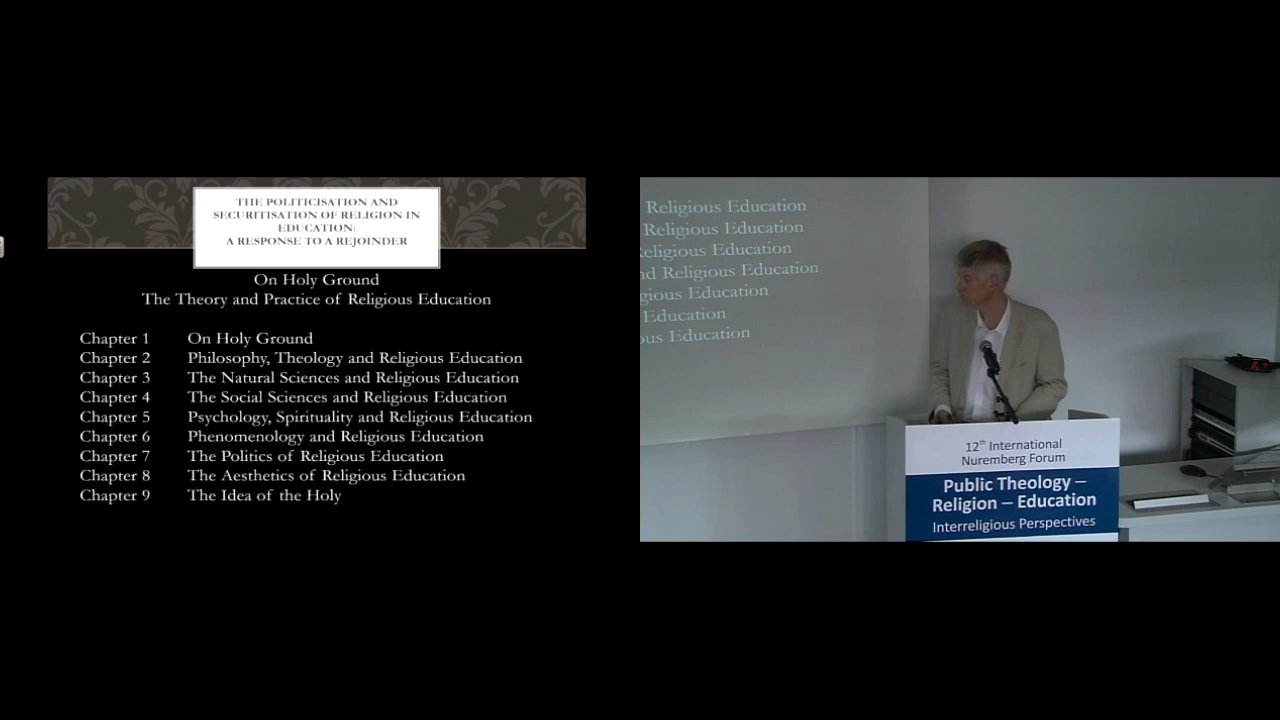 THE POLITICISATION AND
SECURITISATION OF RELIGION IN
EDUCATION:
A RESPONSE TO A REJOINDER
On Holy Ground
The Theory and Practice of Religious Education
Chapter 1 On Holy Ground
Chapter 2 Philosophy, Theology and Religious Education
Chapter 3 The Natural Sciences and Religious Education
Chapter 4 The Social Sciences and Religious Education
Chapter 5 Psychology, Spirituality and Religious Education
Chapter 6 Phenomenology and Religious Education
Chapter 7 The Politics of Religious Education
Chapter 8 The Aesthetics of Religious Education
Chapter 9 The Idea of the Holy
Religious Education
Religious Education
Religious Education
nd Religious Education
gious Education
Education
ous Education
12th International
Nuremberg Forum
Public Theology –
Religion – Education
Interreligious Perspectives